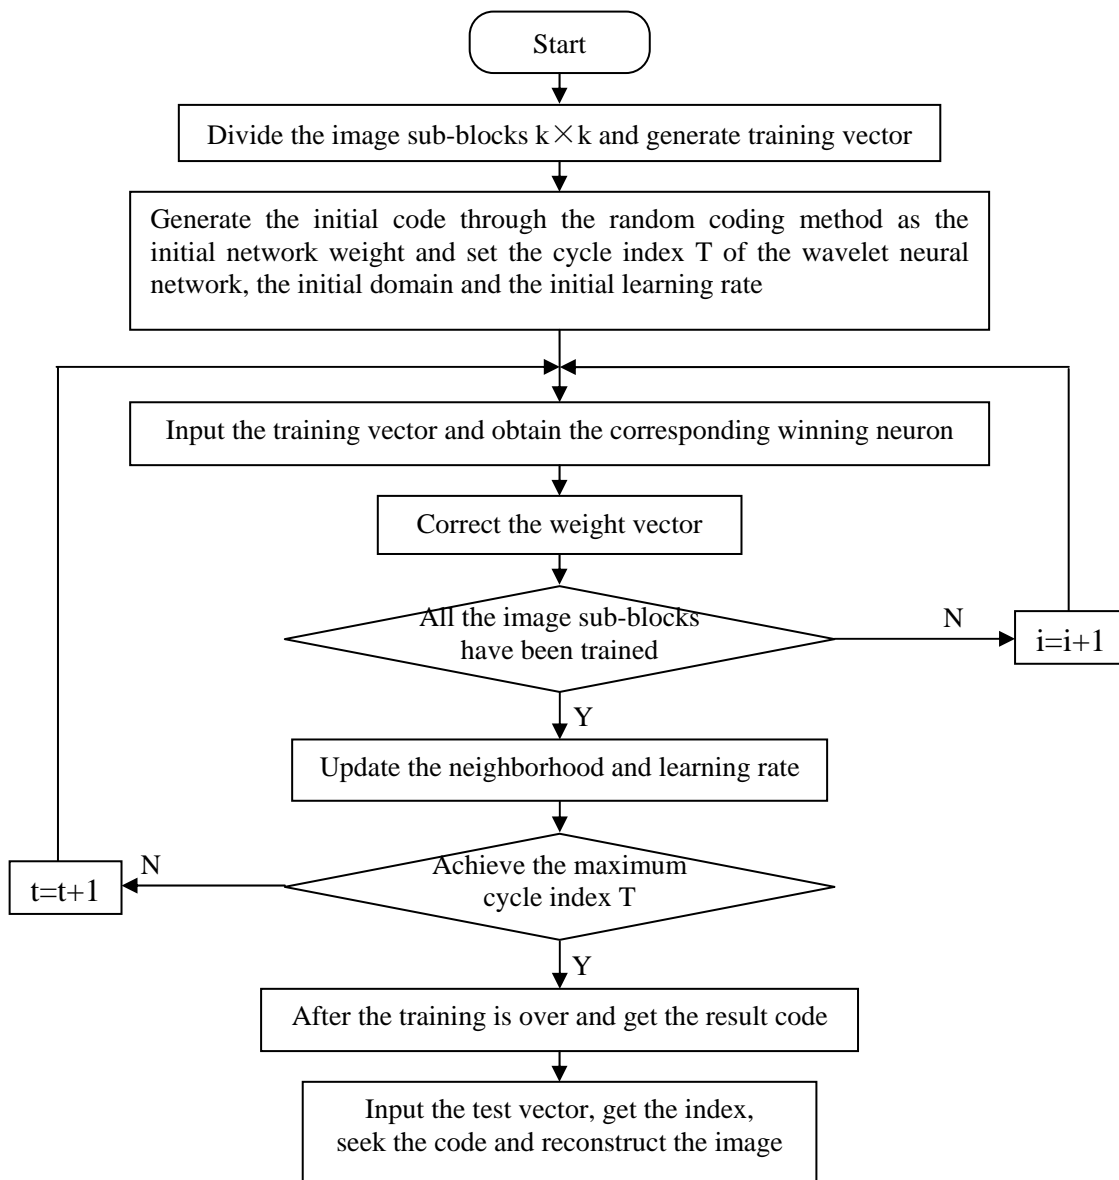 Start
Divide the image sub-blocks k×k and generate training vector
Generate the initial code through the random coding method as the
initial network weight and set the cycle index T of the wavelet neural
network, the initial domain and the initial learning rate
Input the training vector and obtain the corresponding winning neuron
Correct the weight vector
All the image sub-blocks
have been trained
N
i=i+1
Y
Update the neighborhood and learning rate
Achieve the maximum
cycle index T
N
t=t+1
Y
After the training is over and get the result code
Input the test vector, get the index,
seek the code and reconstruct the image